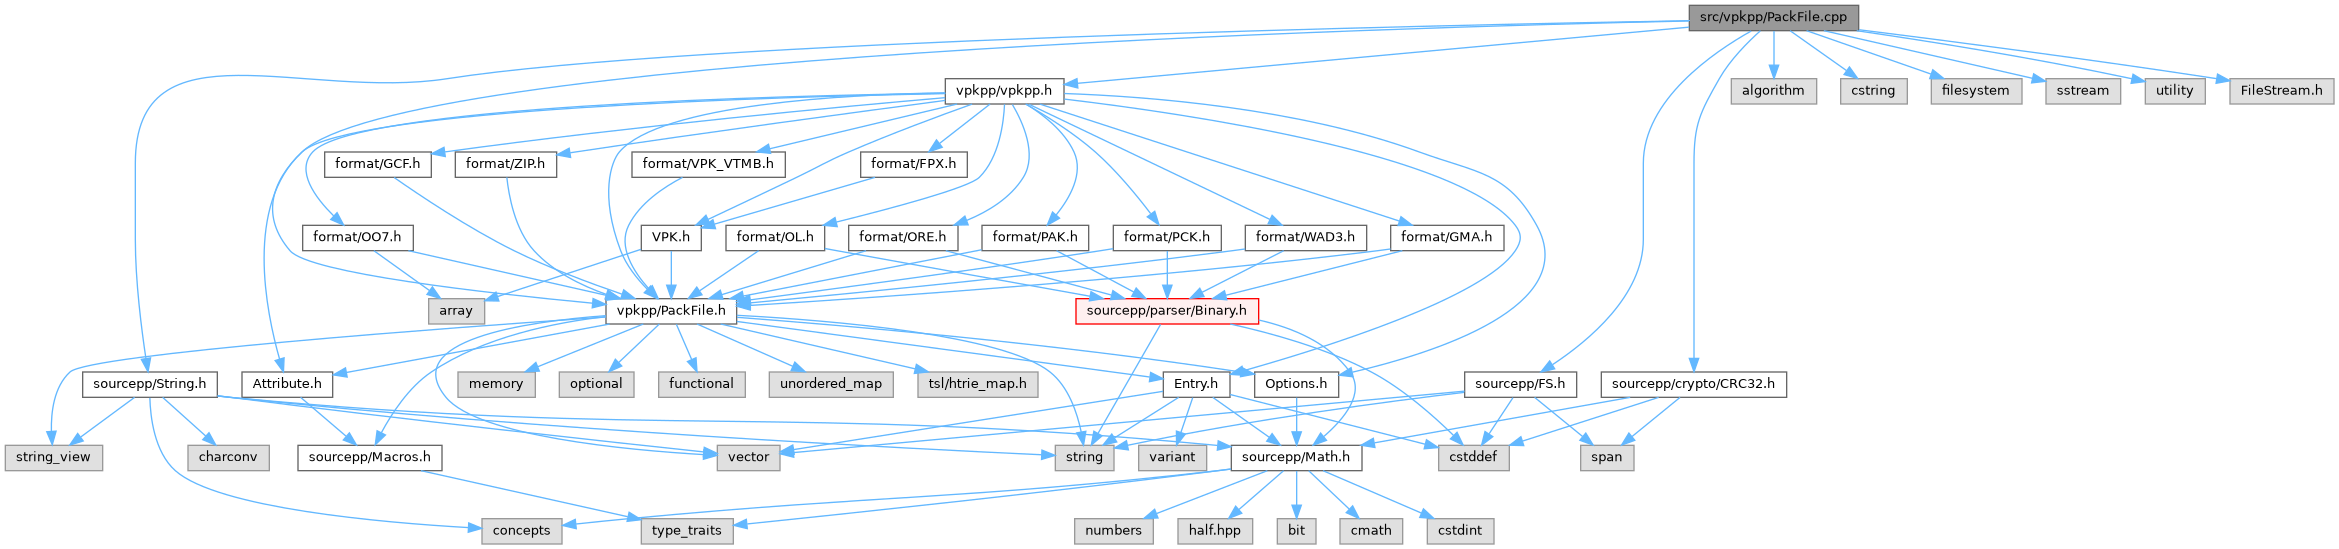 src/vpkpp/PackFile.cpp
vpkpp/vpkpp.h
algorithm
cstring
filesystem
sstream
utility
FileStream.h
format/GCF.h
format/ZIP.h
format/VPK_VTMB.h
format/FPX.h
format/OO7.h
VPK.h
format/OL.h
format/ORE.h
format/PAK.h
format/PCK.h
format/WAD3.h
format/GMA.h
array
vpkpp/PackFile.h
sourcepp/parser/Binary.h
sourcepp/String.h
Attribute.h
memory
optional
functional
unordered_map
tsl/htrie_map.h
Entry.h
Options.h
sourcepp/FS.h
sourcepp/crypto/CRC32.h
string_view
charconv
sourcepp/Macros.h
vector
string
variant
sourcepp/Math.h
cstddef
span
concepts
type_traits
numbers
half.hpp
bit
cmath
cstdint